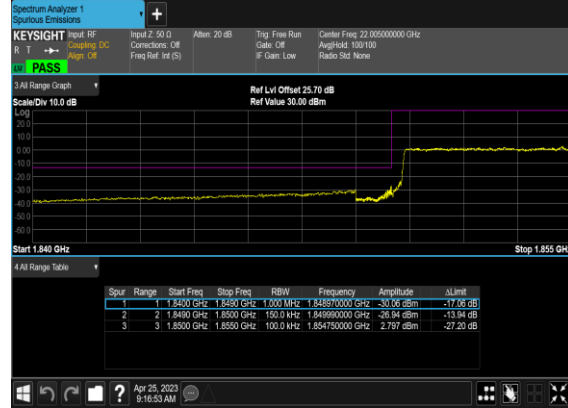 Spectrum Analyzer 1
Spurious Emissions
+
KEYSIGHT Input: RF Input Z: 50 Ω Atten: 20 dB Trig: Free Run Center Freq: 22.005000000 GHz
R T Coupling: DC Corrections: Off Gate: Off Avg|Hold: 100/100
Align: Off Freq Ref: Int (S) IF Gain: Low Radio Std: None
PASS
3 All Range Graph
Ref Lvl Offset 25.70 dB
Scale/Div 10.0 dB Ref Value 30.00 dBm
Log
20.0
10.0
0.00
-10.0
-20.0
-30.0
-40.0
-50.0
-60.0
Start 1.840 GHz Stop 1.855 GHz
4 All Range Table
Spur Range Start Freq Stop Freq RBW Frequency Amplitude ΔLimit
1 1 1.8400 GHz 1.8490 GHz 1.000 MHz 1.848970000 GHz -30.06 dBm -17.06 dB
2 2 1.8490 GHz 1.8500 GHz 150.0 kHz 1.849990000 GHz -26.94 dBm -13.94 dB
3 3 1.8500 GHz 1.8550 GHz 100.0 kHz 1.854750000 GHz 2.797 dBm -27.20 dB
? Apr 25, 2023
9:16:53 AM